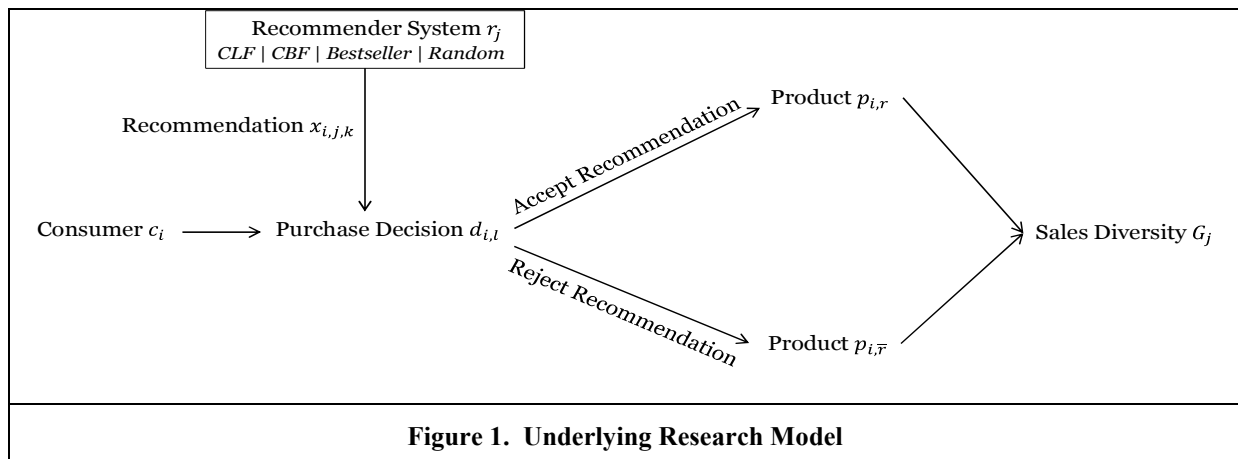 Recommender System r_j
CLF | CBF | Bestseller | Random
Recommendation x_{i,j,k}
Product p_{i,r}
Accept Recommendation
Consumer c_i
Purchase Decision d_{i,l}
Sales Diversity G_j
Reject Recommendation
Product p_{i,r̅}
Figure 1. Underlying Research Model